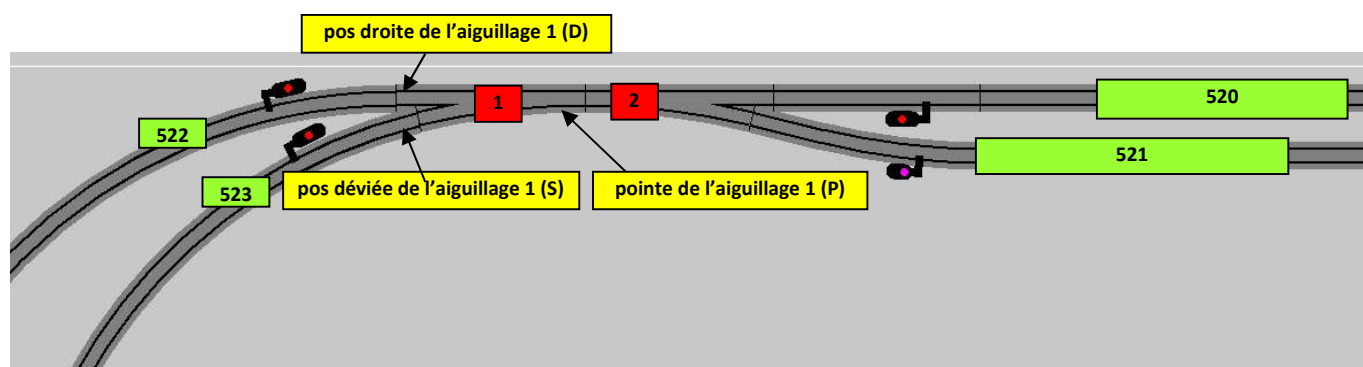 pos droite de l'aiguillage 1 (D)
1
2
520
522
521
523
pos déviée de l'aiguillage 1 (S)
pointe de l'aiguillage 1 (P)